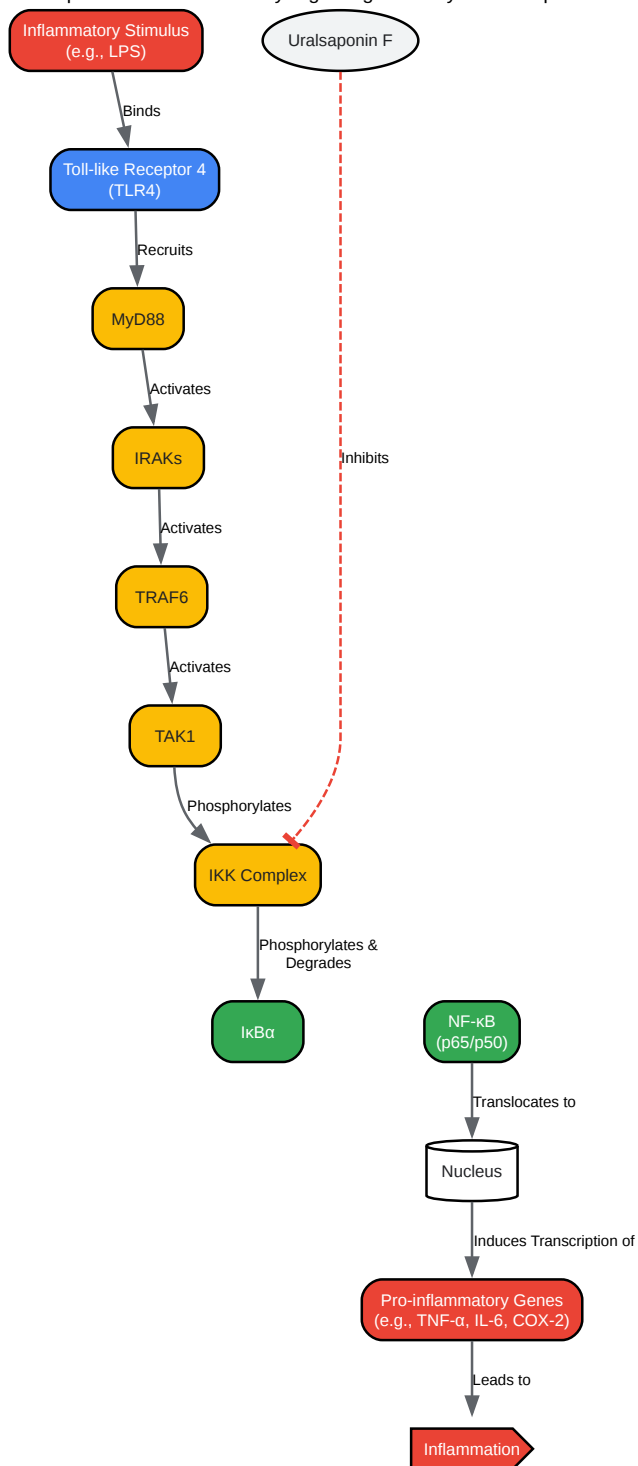 Inflammatory Stimulus
(e.g., LPS)
Uralsaponin F
Binds
Toll-like Receptor 4
(TLR4)
Recruits
MyD88
Activates
IRAKs
Inhibits
Activates
TRAF6
Activates
TAK1
Phosphorylates
IKK Complex
Phosphorylates &
Degrades
IκBα
NF-κB
(p65/p50)
Translocates to
Nucleus
Induces Transcription of
Pro-inflammatory Genes
(e.g., TNF-α, IL-6, COX-2)
Leads to
Inflammation